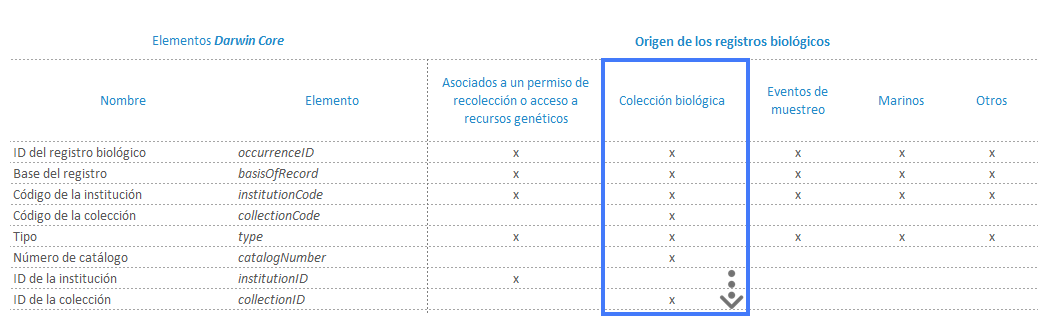 Elementos Darwin Core Origen de los registros biológicos
Nombre Elemento Asociados a un permiso de recolección o acceso a recursos genéticos Colección biológica Eventos de muestreo Marinos Otros
ID del registro biológico occurrenceID x x x x x
Base del registro basisOfRecord x x x x x
Código de la institución institutionCode x x x x x
Código de la colección collectionCode x
Tipo type x x x x x
Número de catálogo catalogNumber x
ID de la institución institutionID x
ID de la colección collectionID x